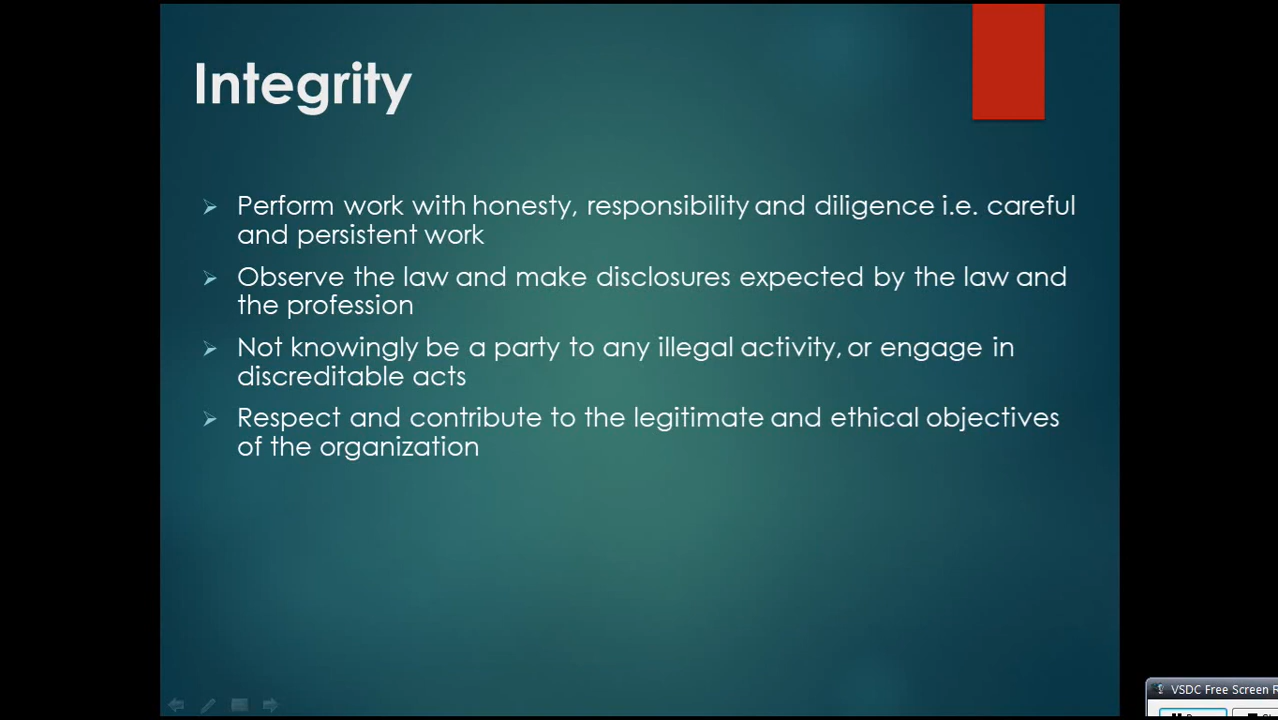 Integrity
Perform work with honesty, responsibility and diligence i.e. careful
and persistent work
Observe the law and make disclosures expected by the law and
the profession
Not knowingly be a party to any illegal activity, or engage in
discreditable acts
Respect and contribute to the legitimate and ethical objectives
of the organization
VSDC Free Screen R